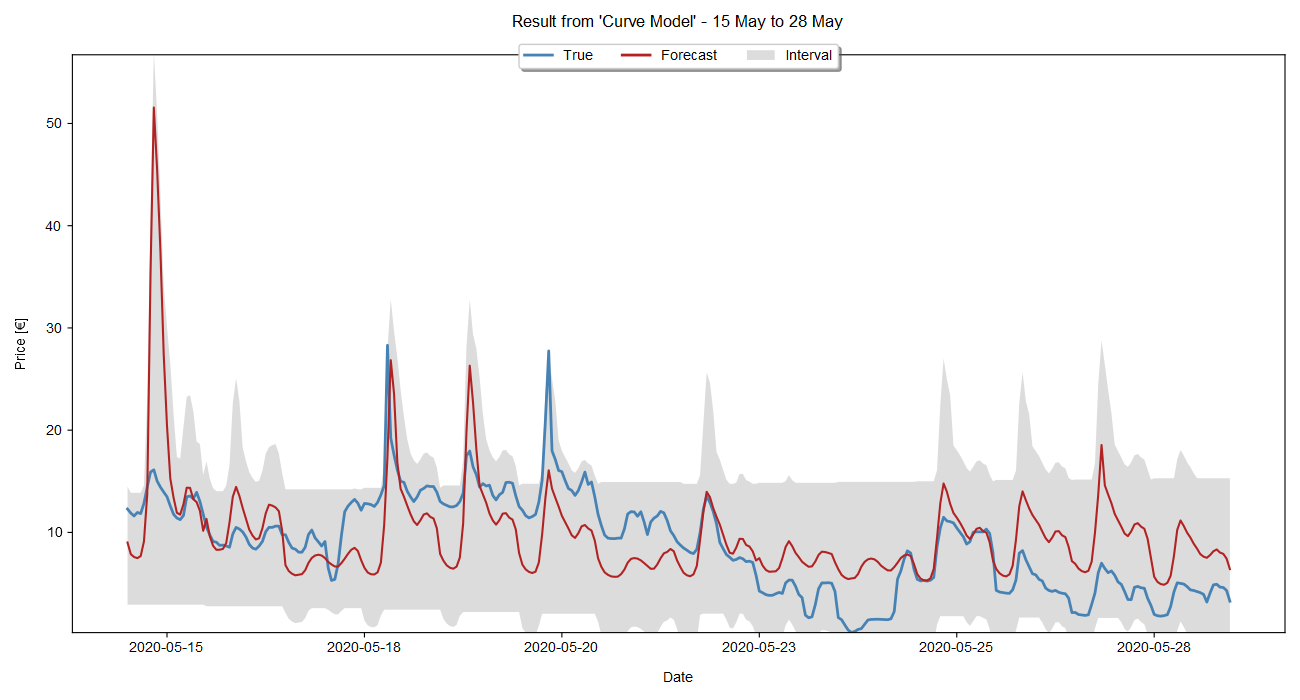 Result from 'Curve Model' - 15 May to 28 May
True Forecast Interval
50
40
30
20
10
Price [€]
2020-05-15 2020-05-18 2020-05-20 2020-05-23 2020-05-25 2020-05-28
Date